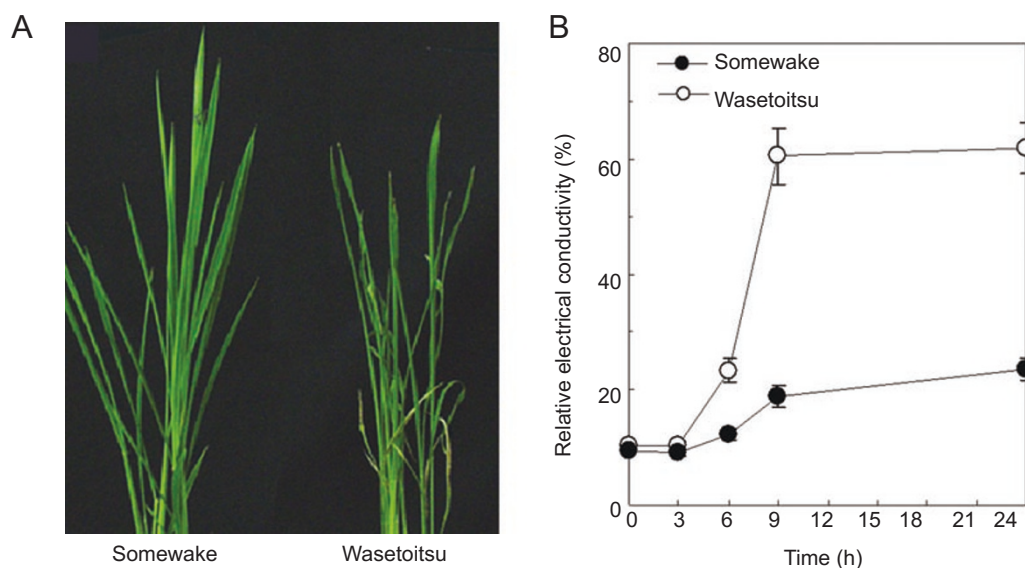 A
Somewake
Wasetoitsu
B
Somewake
Wasetoitsu
Relative electrical conductivity (%)
80
60
40
20
0
0 3 6 9 12 15 18 21 24
Time (h)